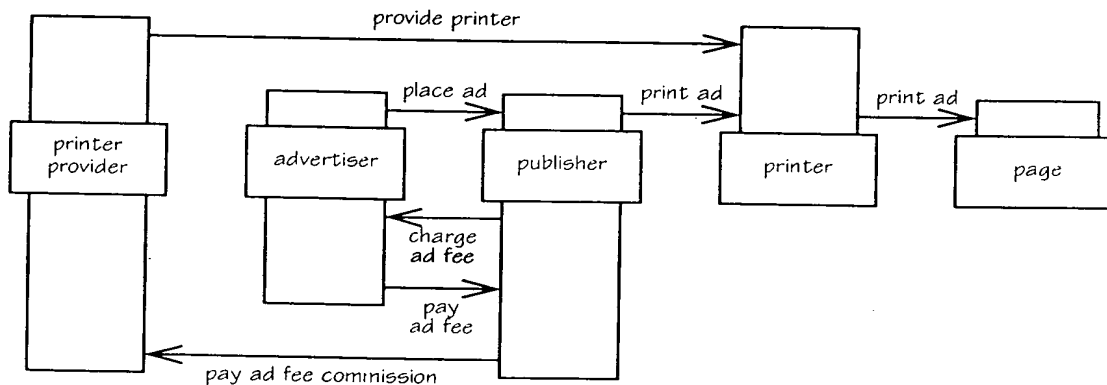 provide printer
place ad
print ad
print ad
printer
provider
advertiser
publisher
printer
page
charge
ad fee
pay
ad fee
pay ad fee commission